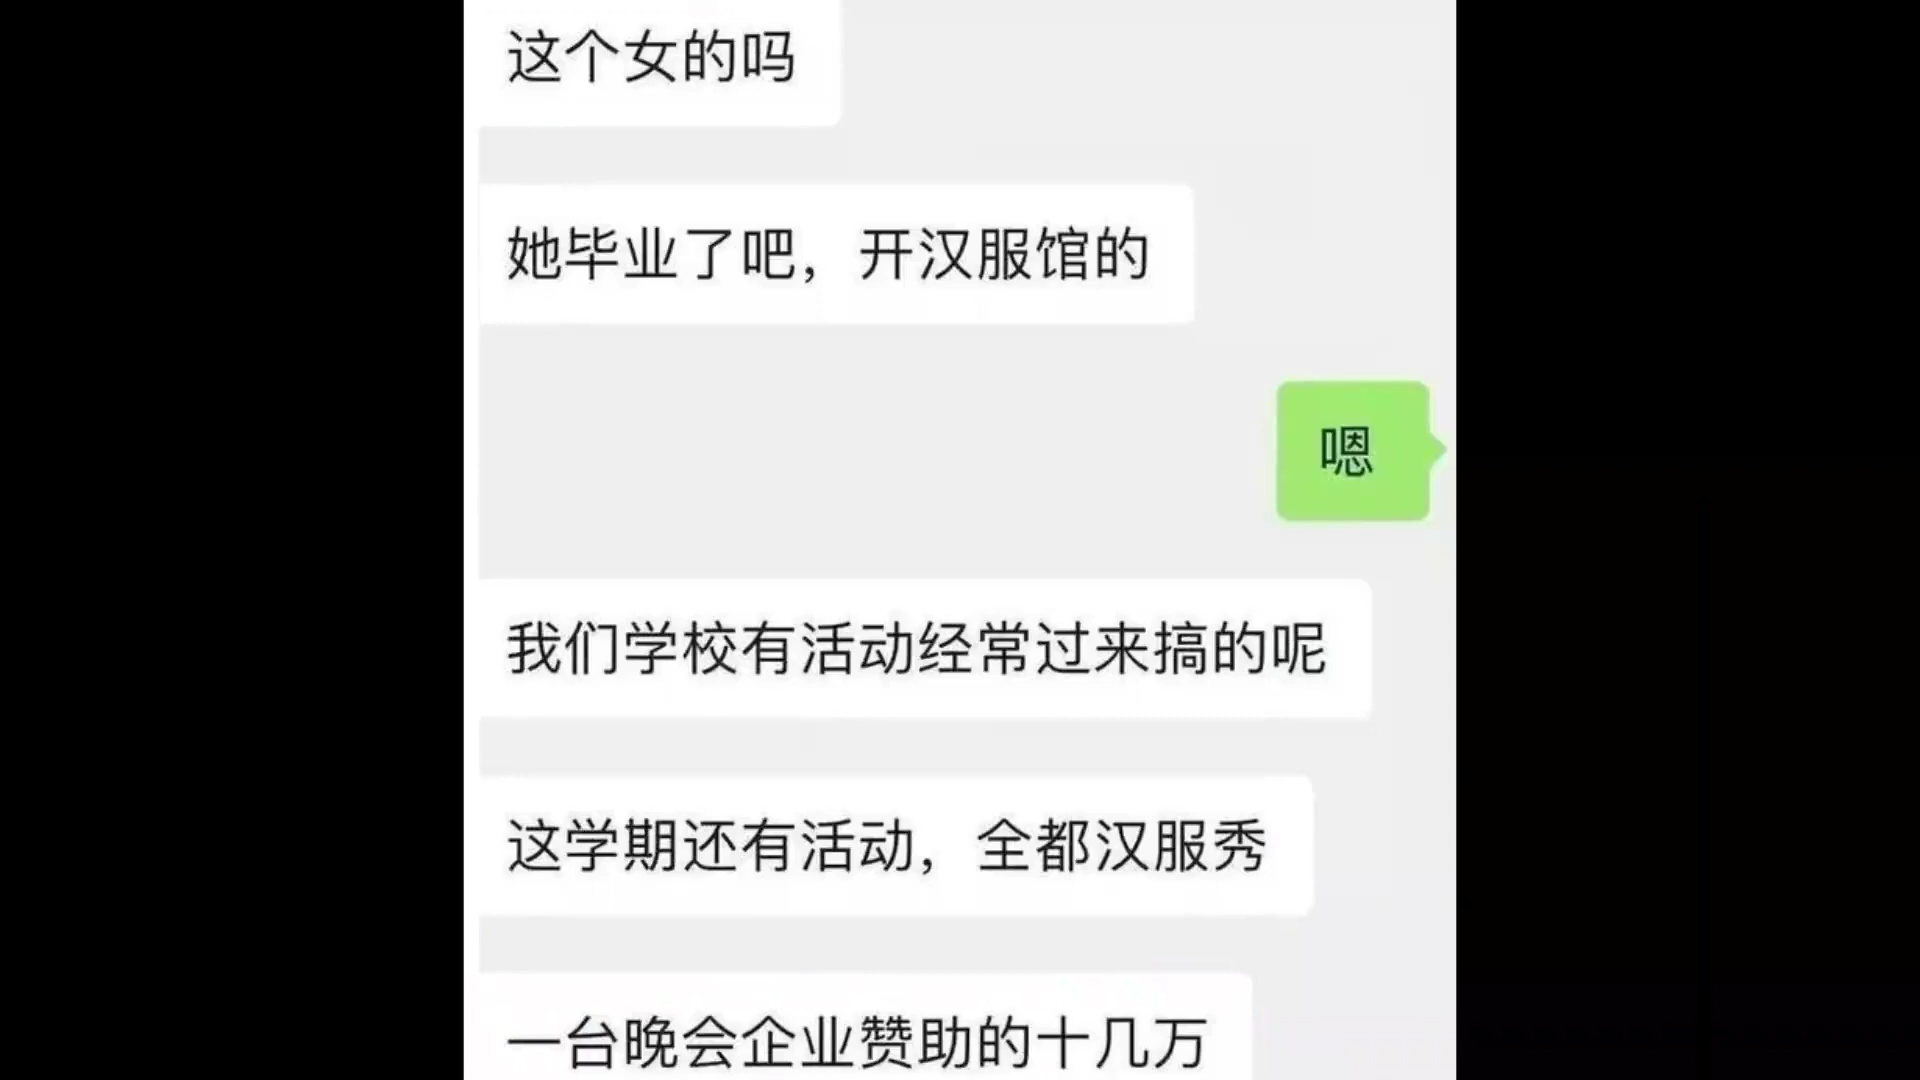 这个女的吗
她毕业了吧，开汉服馆的
嗯
我们学校有活动经常过来搞的呢
这学期还有活动，全都汉服秀
一台晚会企业赞助的十几万